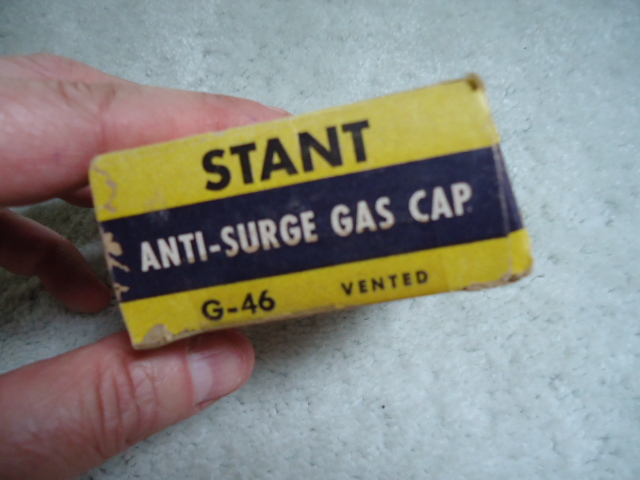 STANT
ANTI-SURGE GAS CAP
G-46 VENTED